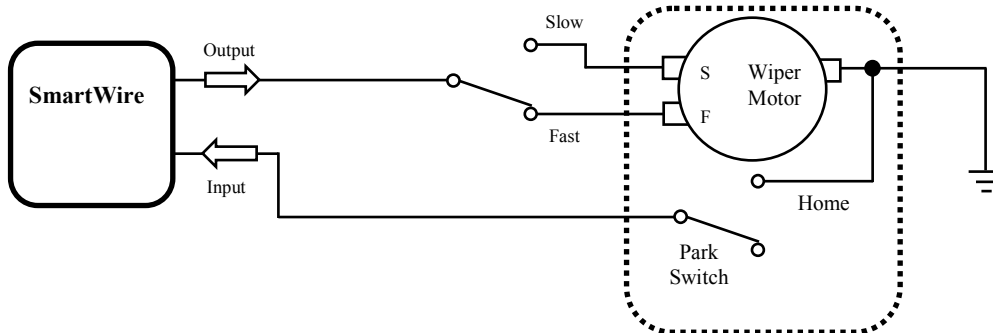 Slow
Output
SmartWire
S
Wiper
Motor
F
Fast
Input
Home
Park
Switch